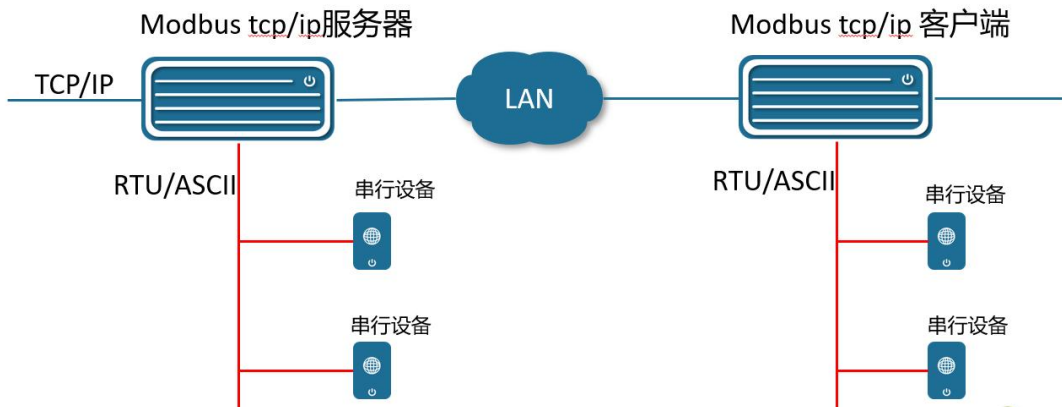 Modbus tcp/ip服务器
Modbus tcp/ip 客户端
TCP/IP
LAN
RTU/ASCII
串行设备
RTU/ASCII
串行设备
串行设备
串行设备